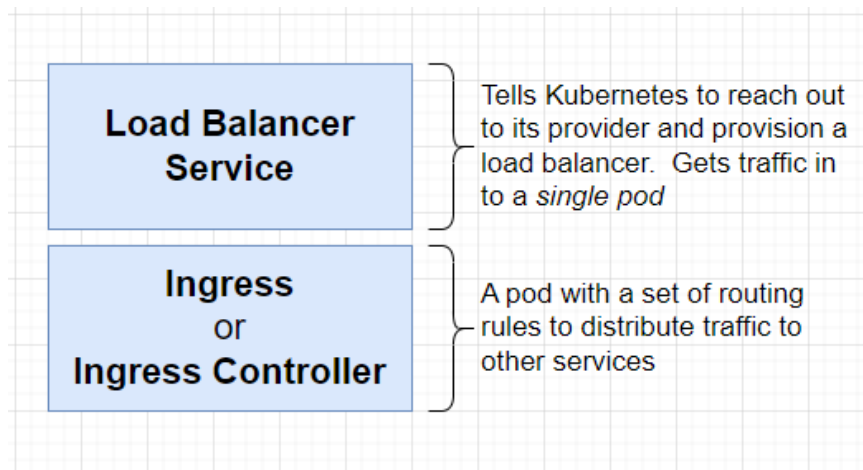 Load Balancer
Service
Tells Kubernetes to reach out
to its provider and provision a
load balancer.  Gets traffic in
to a single pod
Ingress
or
Ingress Controller
A pod with a set of routing
rules to distribute traffic to
other services